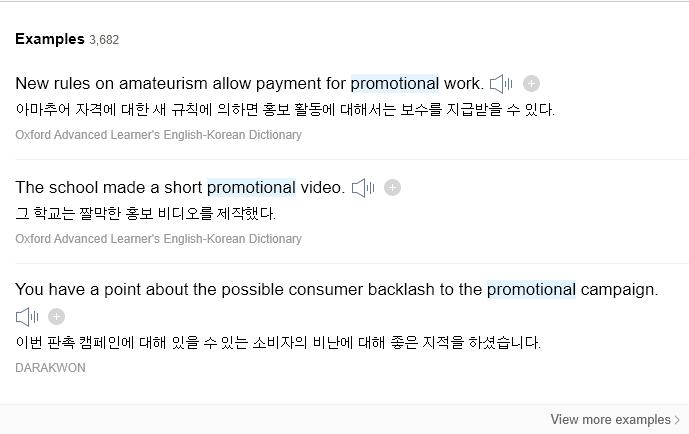 Examples 3,682
New rules on amateurism allow payment for promotional work.
아마추어 자격에 대한 새 규칙에 의하면 홍보 활동에 대해서는 보수를 지급받을 수 있다.
Oxford Advanced Learner's English-Korean Dictionary
The school made a short promotional video.
그 학교는 짤막한 홍보 비디오를 제작했다.
Oxford Advanced Learner's English-Korean Dictionary
You have a point about the possible consumer backlash to the promotional campaign.
이번 판촉 캠페인에 대해 있을 수 있는 소비자의 비난에 대해 좋은 지적을 하셨습니다.
DARAKWON
View more examples